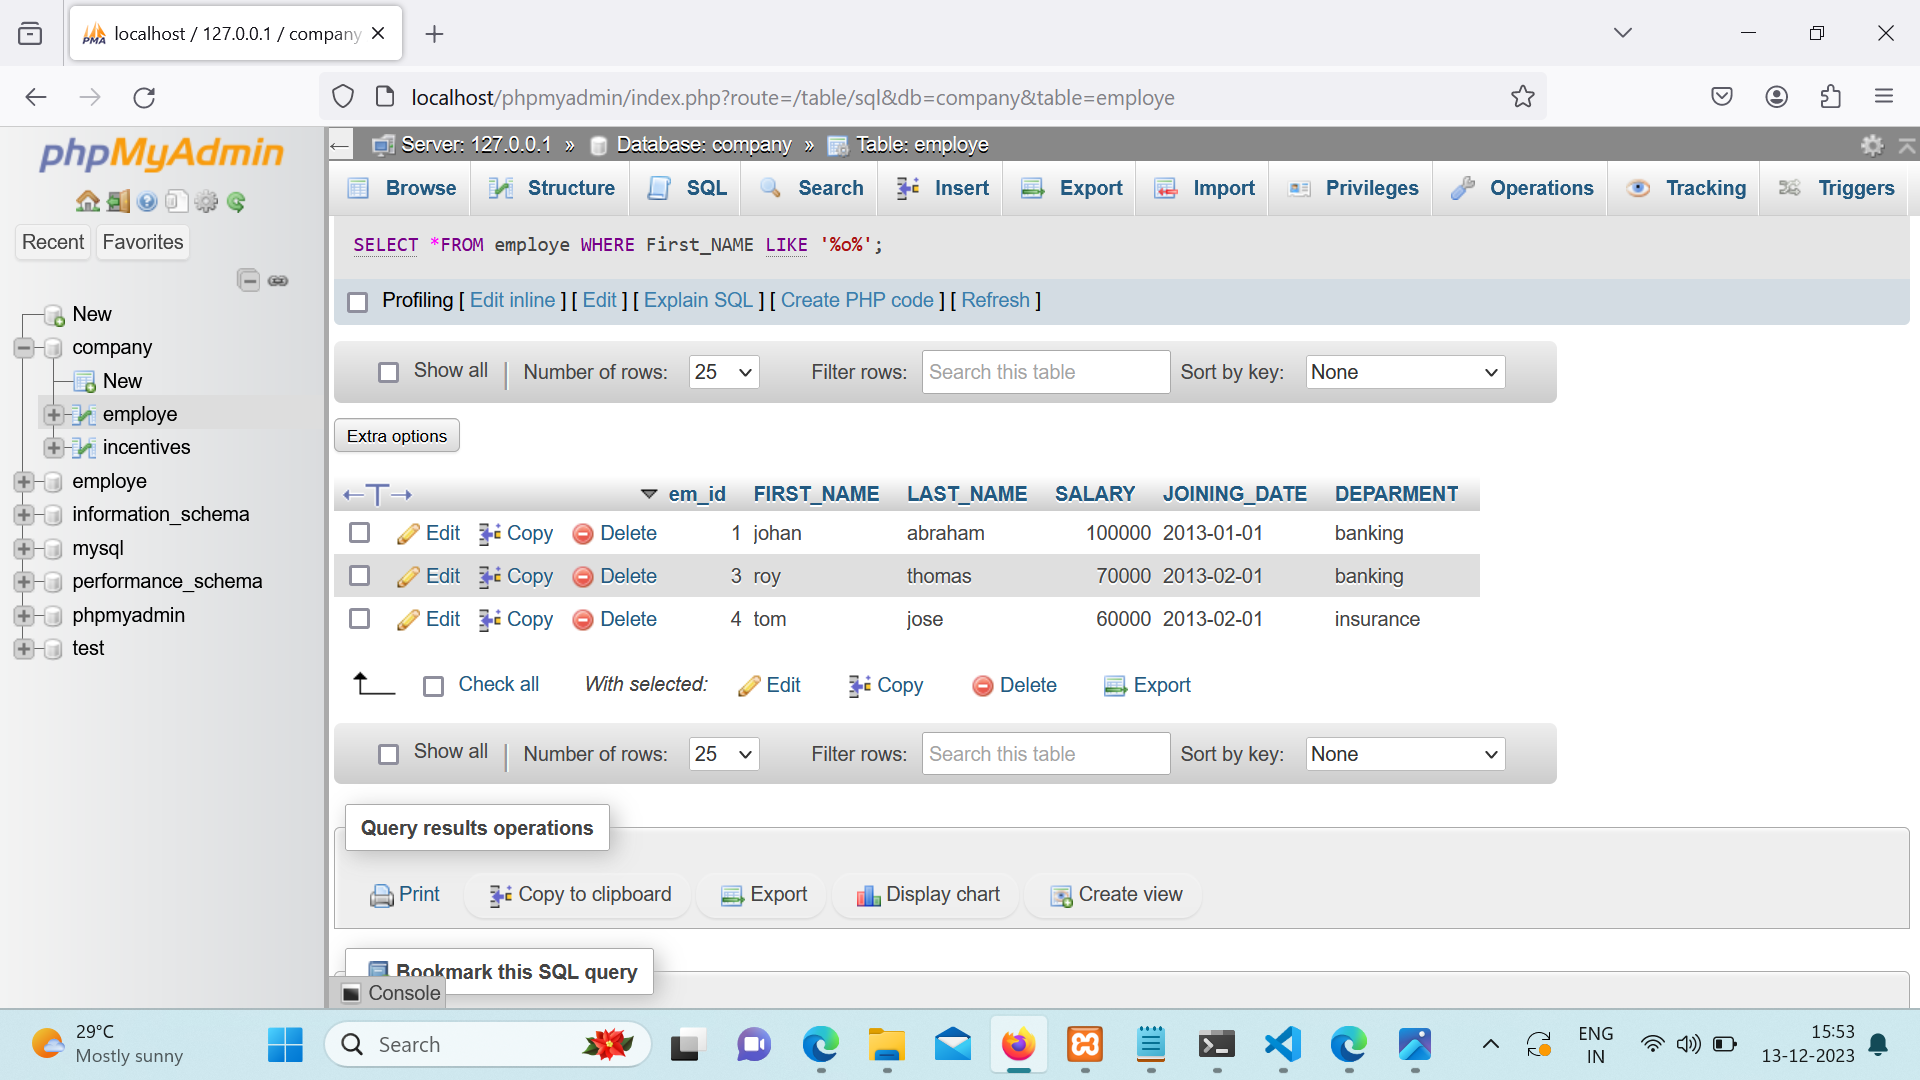 localhost / 127.0.0.1 / company
localhost/phpmyadmin/index.php?route=/table/sql&db=company&table=employe
phpMyAdmin
Recent Favorites
New
company
New
employe
incentives
employe
information_schema
mysql
performance_schema
phpmyadmin
test
Server: 127.0.0.1 » Database: company » Table: employe
Browse Structure SQL Search Insert Export Import Privileges Operations Tracking Triggers
SELECT *FROM employe WHERE First_NAME LIKE '%o%';
Profiling [ Edit inline ] [ Edit ] [ Explain SQL ] [ Create PHP code ] [ Refresh ]
Show all | Number of rows: 25 Filter rows: Search this table Sort by key: None
Extra options
em_id FIRST_NAME LAST_NAME SALARY JOINING_DATE DEPARMENT
Edit Copy Delete 1 johan abraham 100000 2013-01-01 banking
Edit Copy Delete 3 roy thomas 70000 2013-02-01 banking
Edit Copy Delete 4 tom jose 60000 2013-02-01 insurance
Check all With selected: Edit Copy Delete Export
Show all | Number of rows: 25 Filter rows: Search this table Sort by key: None
Query results operations
Print Copy to clipboard Export Display chart Create view
Bookmark this SQL query
Console
29°C
Mostly sunny
Search
ENG
IN
15:53
13-12-2023